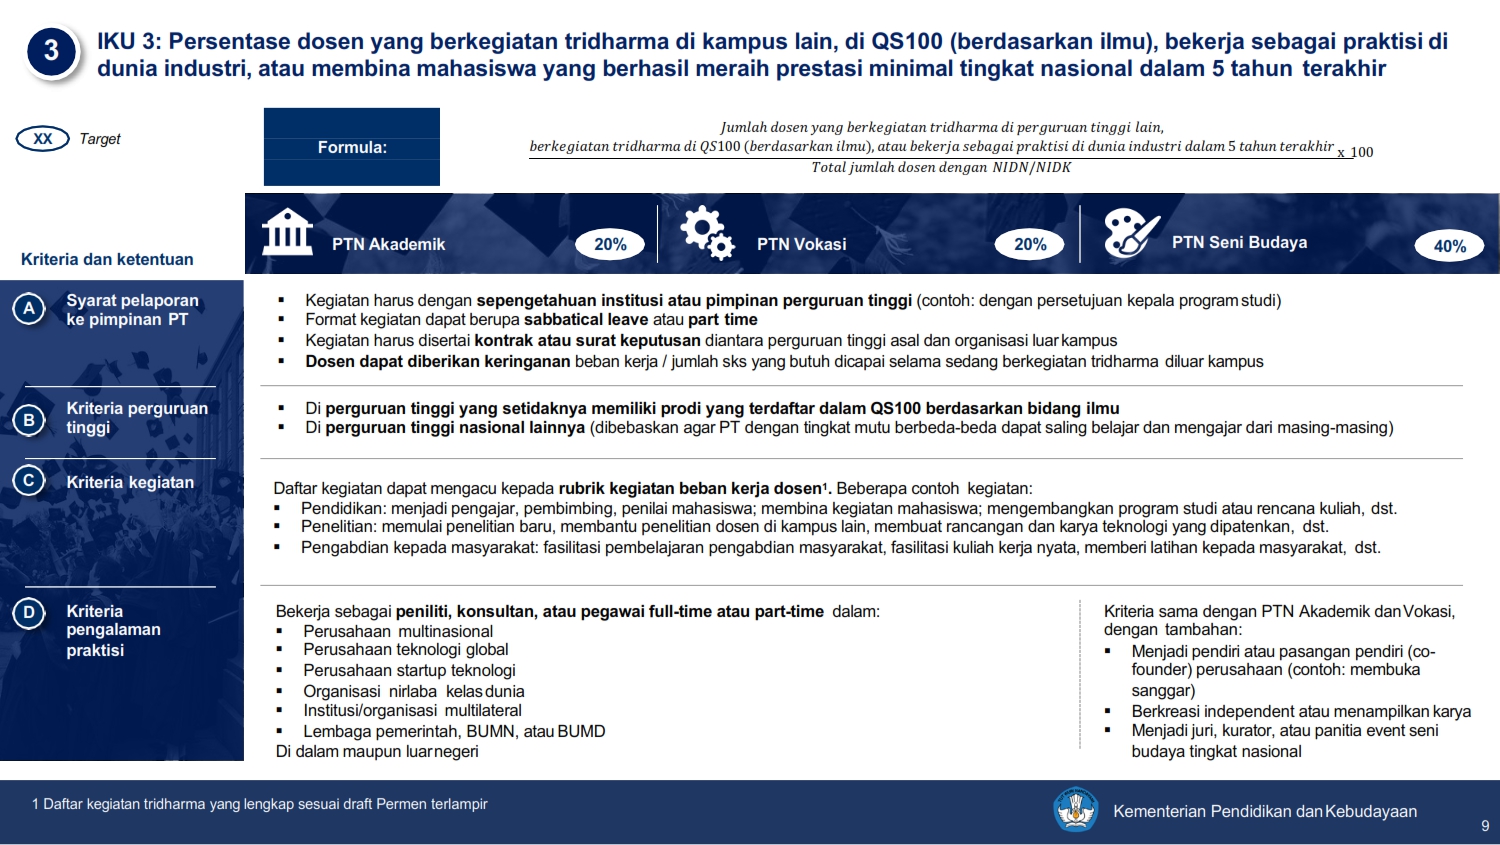 3
IKU 3: Persentase dosen yang berkegiatan tridharma di kampus lain, di QS100 (berdasarkan ilmu), bekerja sebagai praktisi di
dunia industri, atau membina mahasiswa yang berhasil meraih prestasi minimal tingkat nasional dalam 5 tahun terakhir
XX Target
Formula:
Jumlah dosen yang berkegiatan tridharma di perguruan tinggi lain,
berkegiatan tridharma di QS100 (berdasarkan ilmu), atau bekerja sebagai praktisi di dunia industri dalam 5 tahun terakhir x 100
Total jumlah dosen dengan NIDN/NIDK
Kriteria dan ketentuan
PTN Akademik 20%
PTN Vokasi 20%
PTN Seni Budaya 40%
A Syarat pelaporan
ke pimpinan PT
▪ Kegiatan harus dengan sepengetahuan institusi atau pimpinan perguruan tinggi (contoh: dengan persetujuan kepala program studi)
▪ Format kegiatan dapat berupa sabbatical leave atau part time
▪ Kegiatan harus disertai kontrak atau surat keputusan diantara perguruan tinggi asal dan organisasi luar kampus
▪ Dosen dapat diberikan keringanan beban kerja / jumlah sks yang butuh dicapai selama sedang berkegiatan tridharma diluar kampus
B Kriteria perguruan
tinggi
▪ Di perguruan tinggi yang setidaknya memiliki prodi yang terdaftar dalam QS100 berdasarkan bidang ilmu
▪ Di perguruan tinggi nasional lainnya (dibebaskan agar PT dengan tingkat mutu berbeda-beda dapat saling belajar dan mengajar dari masing-masing)
C Kriteria kegiatan
Daftar kegiatan dapat mengacu kepada rubrik kegiatan beban kerja dosen¹. Beberapa contoh kegiatan:
▪ Pendidikan: menjadi pengajar, pembimbing, penilai mahasiswa; membina kegiatan mahasiswa; mengembangkan program studi atau rencana kuliah, dst.
▪ Penelitian: memulai penelitian baru, membantu penelitian dosen di kampus lain, membuat rancangan dan karya teknologi yang dipatenkan, dst.
▪ Pengabdian kepada masyarakat: fasilitasi pembelajaran pengabdian masyarakat, fasilitasi kuliah kerja nyata, memberi latihan kepada masyarakat, dst.
D Kriteria
pengalaman
praktisi
Bekerja sebagai peniliti, konsultan, atau pegawai full-time atau part-time dalam:
▪ Perusahaan multinasional
▪ Perusahaan teknologi global
▪ Perusahaan startup teknologi
▪ Organisasi nirlaba kelas dunia
▪ Institusi/organisasi multilateral
▪ Lembaga pemerintah, BUMN, atau BUMD
Di dalam maupun luar negeri
Kriteria sama dengan PTN Akademik dan Vokasi,
dengan tambahan:
▪ Menjadi pendiri atau pasangan pendiri (co-
founder) perusahaan (contoh: membuka
sanggar)
▪ Berkreasi independent atau menampilkan karya
▪ Menjadi juri, kurator, atau panitia event seni
budaya tingkat nasional
1 Daftar kegiatan tridharma yang lengkap sesuai draft Permen terlampir
Kementerian Pendidikan dan Kebudayaan
9